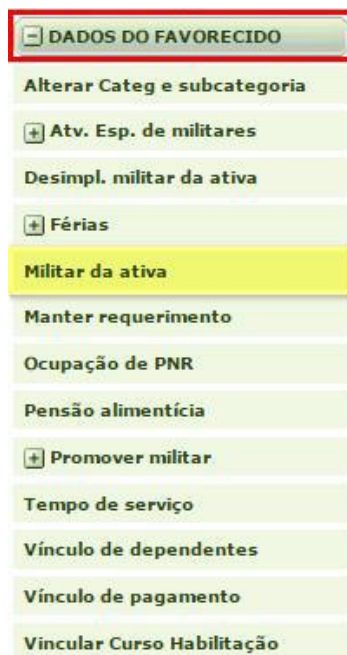 DADOS DO FAVORECIDO
Alterar Categ e subcategoria
Atv. Esp. de militares
Desimpl. militar da ativa
Férias
Militar da ativa
Manter requerimento
Ocupação de PNR
Pensão alimentícia
Promover militar
Tempo de serviço
Vínculo de dependentes
Vínculo de pagamento
Vincular Curso Habilitação